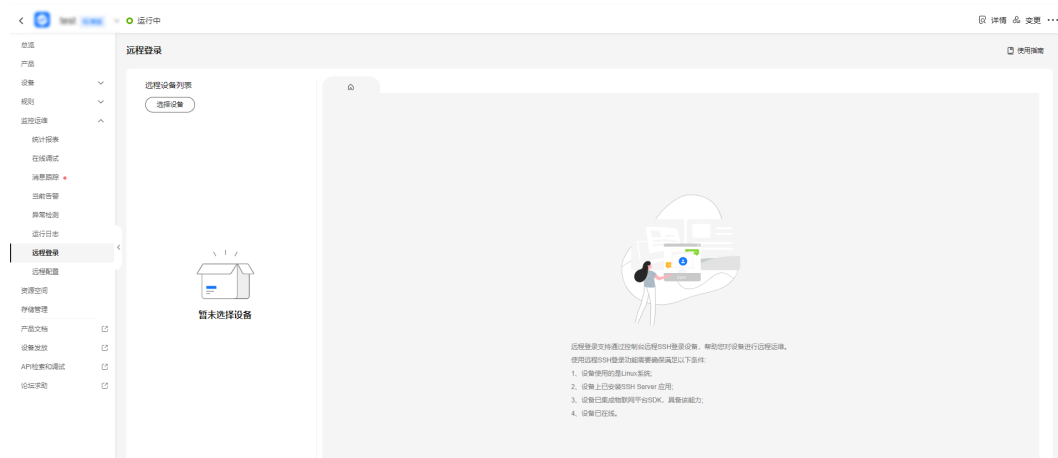 test
运行中
详情
变更
总览
产品
设备
规则
监控运维
统计报表
在线调试
消息跟踪
当前告警
异常检测
运行日志
远程登录
远程配置
资源空间
存储管理
产品文档
设备发放
API检索和调试
论坛求助
远程登录
使用指南
远程设备列表
选择设备
暂未选择设备
远程登录支持通过控制台远程SSH登录设备，帮助您对设备进行远程运维。
使用远程SSH登录功能需要确保满足以下条件:
1、设备使用的是Linux系统;
2、设备上已安装SSH Server 应用;
3、设备已集成物联网平台SDK，具备该能力;
4、设备已在线。